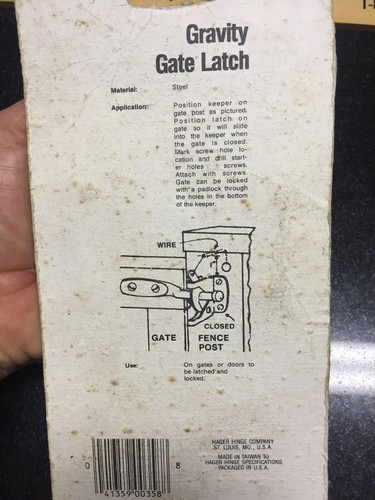 Gravity
Gate Latch
Material: Steel
Application: Position keeper on
gate post as pictured.
Position latch on
gate so it will slide
into the keeper when
the gate is closed.
Mark screw hole lo-
cation and drill start-
er holes screws.
Attach with screws.
Gate can be locked
with a padlock through
the holes in the bottom
of the keeper.
WIRE
CLOSED
GATE
FENCE
POST
Use: On gates or doors to
be latched and
locked.
HAGER HINGE COMPANY
ST. LOUIS, MO., U.S.A.
MADE IN TAIWAN TO
HAGER HINGE SPECIFICATIONS
PACKAGED IN U.S.A.
0 41359 00358 8